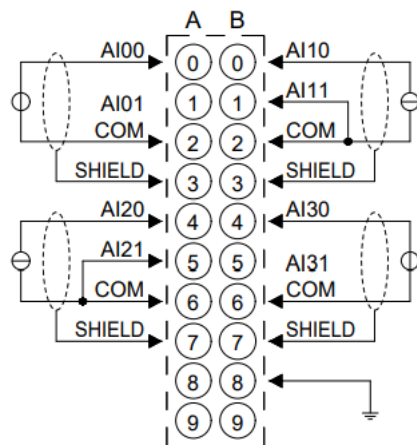 A B
AI00 0 0 AI10
AI01 1 1 AI11
COM 2 2 COM
SHIELD 3 3 SHIELD
AI20 4 4 AI30
AI21 5 5 AI31
COM 6 6 COM
SHIELD 7 7 SHIELD
8 8
9 9